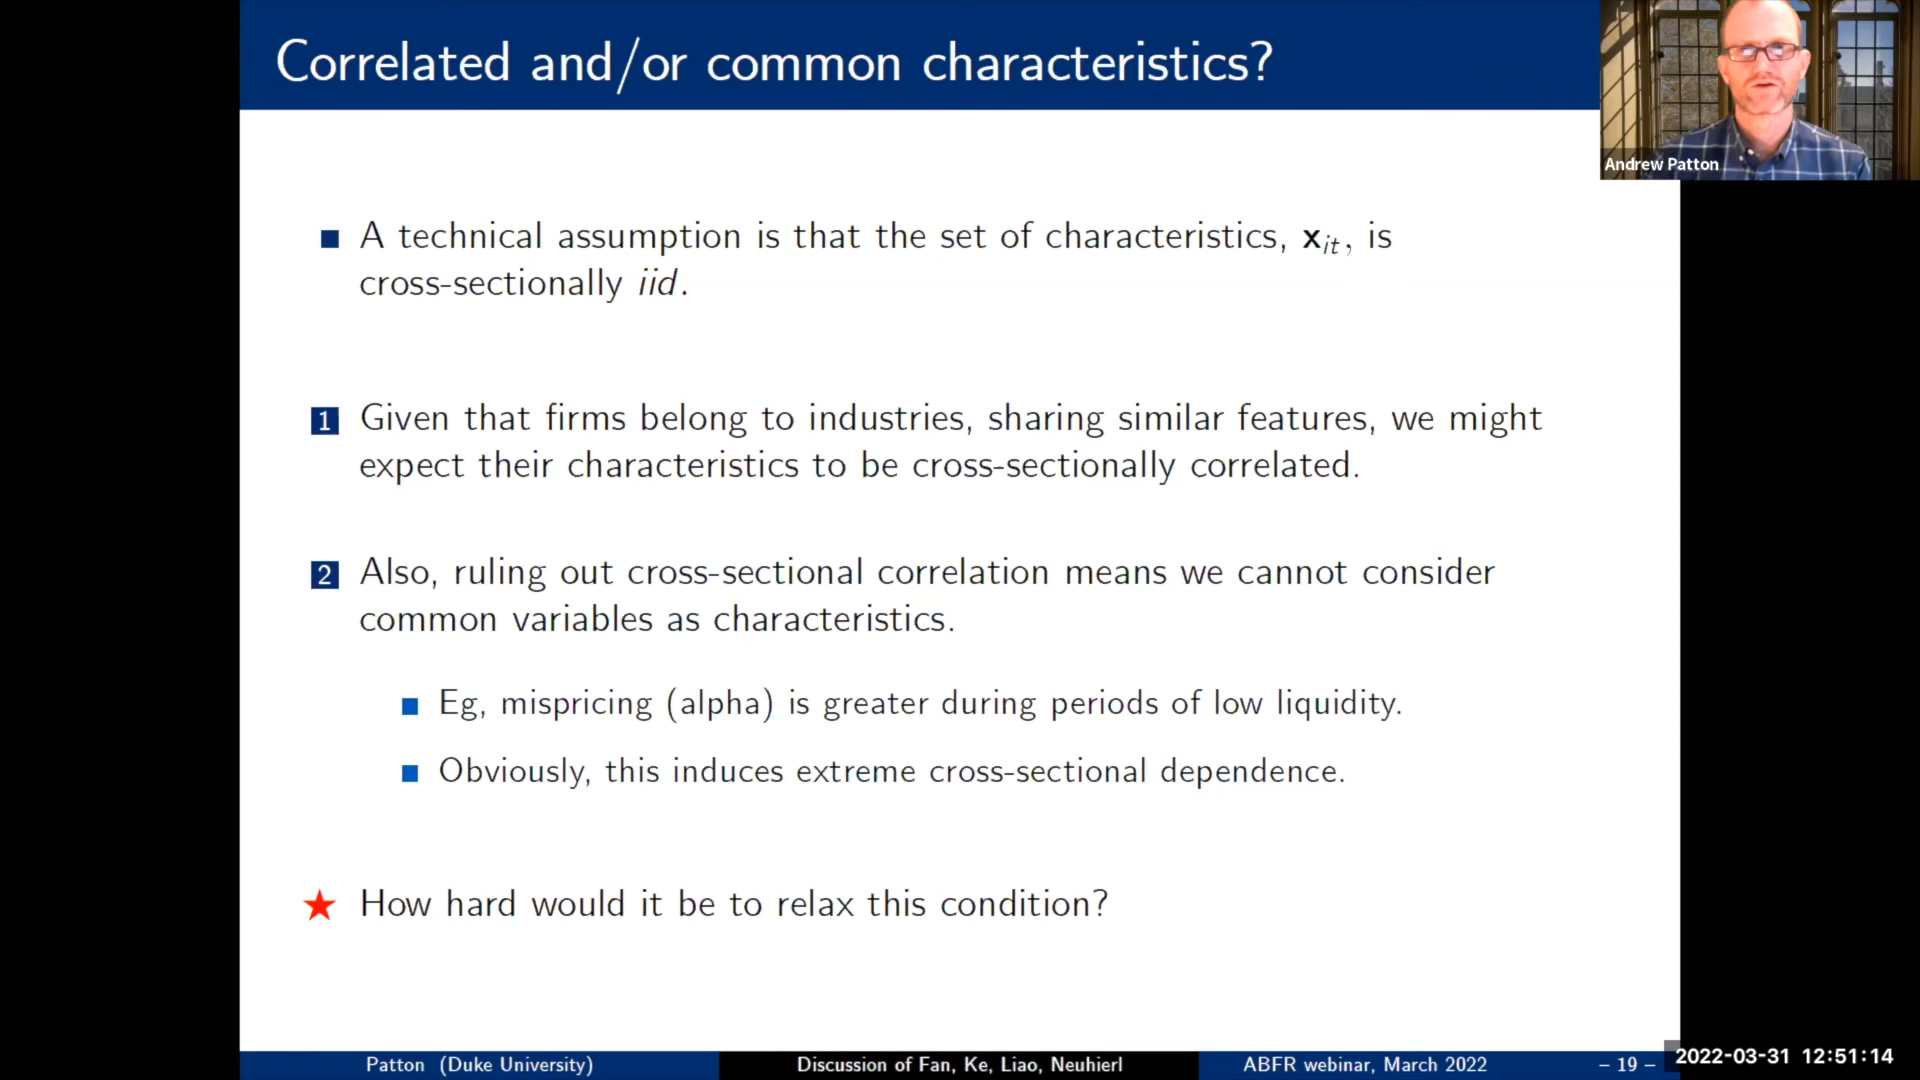 Correlated and/or common characteristics?
Andrew Patton
A technical assumption is that the set of characteristics, x_it, is
cross-sectionally iid.
1 Given that firms belong to industries, sharing similar features, we might
expect their characteristics to be cross-sectionally correlated.
2 Also, ruling out cross-sectional correlation means we cannot consider
common variables as characteristics.
Eg, mispricing (alpha) is greater during periods of low liquidity.
Obviously, this induces extreme cross-sectional dependence.
How hard would it be to relax this condition?
Patton (Duke University) Discussion of Fan, Ke, Liao, Neuhierl ABFR webinar, March 2022 – 19 –
2022-03-31 12:51:14